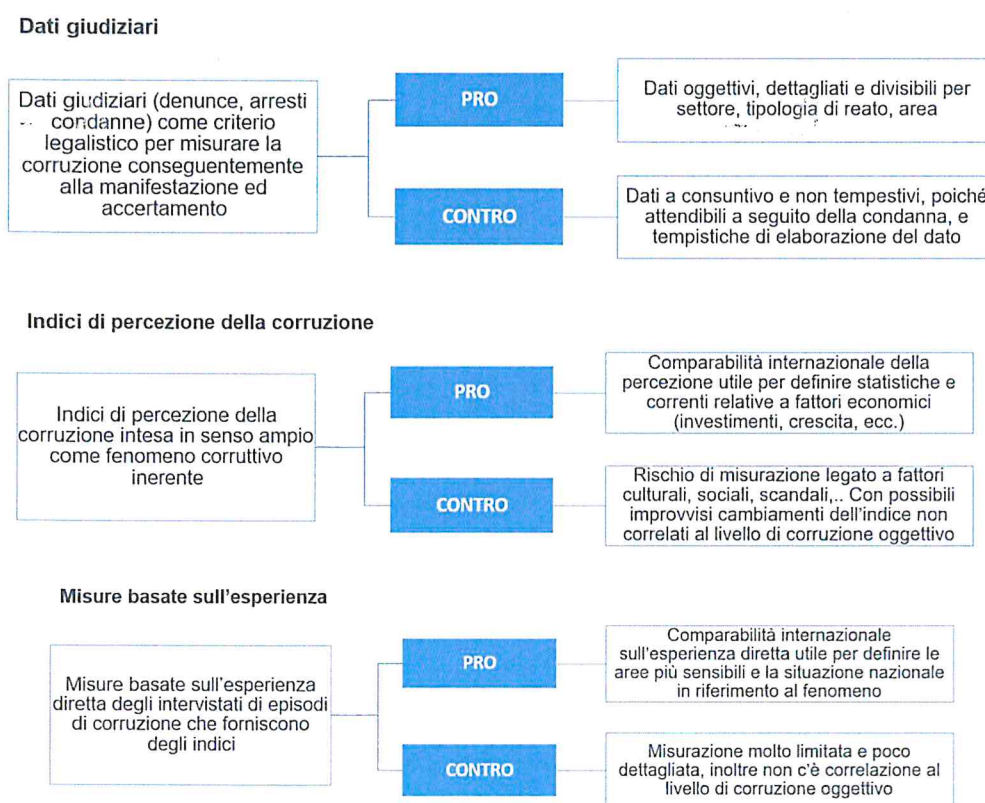 Dati giudiziari
Dati giudiziari (denunce, arresti
condanne) come criterio
legalistico per misurare la
corruzione conseguentemente
alla manifestazione ed
accertamento
PRO
Dati oggettivi, dettagliati e divisibili per
settore, tipologia di reato, area
CONTRO
Dati a consuntivo e non tempestivi, poiché
attendibili a seguito della condanna, e
tempistiche di elaborazione del dato
Indici di percezione della corruzione
Indici di percezione della
corruzione intesa in senso ampio
come fenomeno corruttivo
inerente
PRO
Comparabilità internazionale della
percezione utile per definire statistiche e
correnti relative a fattori economici
(investimenti, crescita, ecc.)
CONTRO
Rischio di misurazione legato a fattori
culturali, sociali, scandali,.. Con possibili
improvvisi cambiamenti dell'indice non
correlati al livello di corruzione oggettivo
Misure basate sull'esperienza
Misure basate sull'esperienza
diretta degli intervistati di episodi
di corruzione che forniscono
degli indici
PRO
Comparabilità internazionale
sull'esperienza diretta utile per definire le
aree più sensibili e la situazione nazionale
in riferimento al fenomeno
CONTRO
Misurazione molto limitata e poco
dettagliata, inoltre non c'è correlazione al
livello di corruzione oggettivo